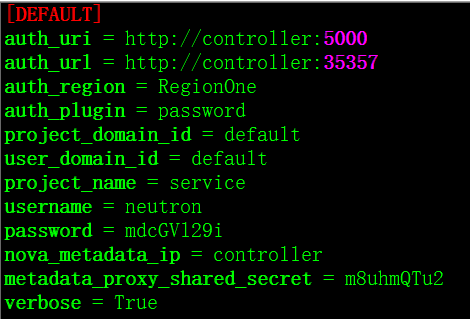 [DEFAULT]
auth_uri = http://controller:5000
auth_url = http://controller:35357
auth_region = RegionOne
auth_plugin = password
project_domain_id = default
user_domain_id = default
project_name = service
username = neutron
password = mdcGVl29i
nova_metadata_ip = controller
metadata_proxy_shared_secret = m8uhmQTu2
verbose = True